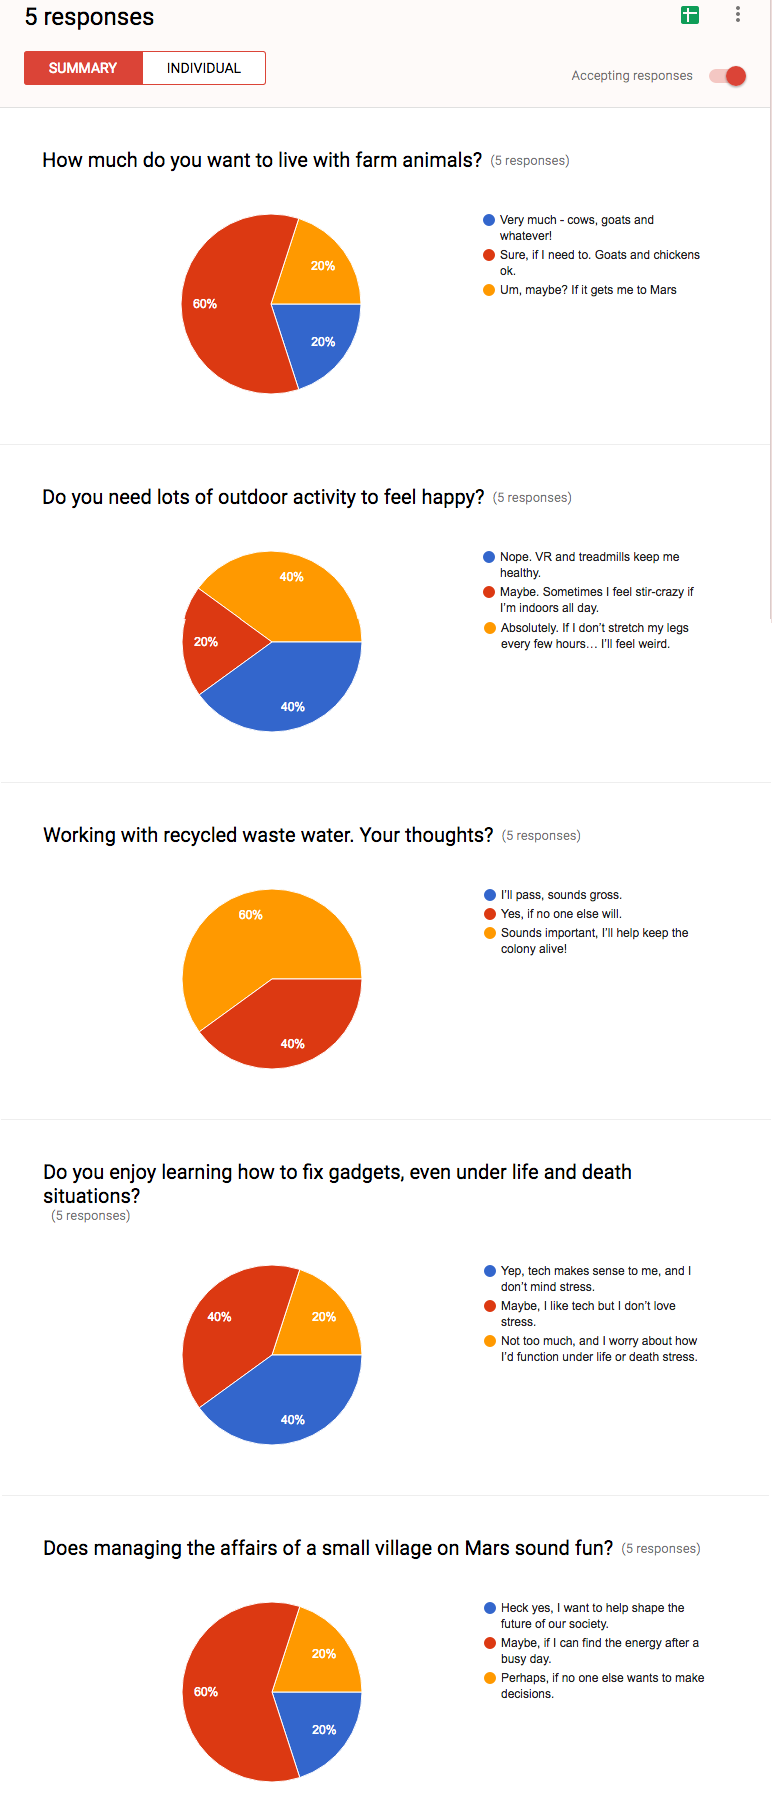 5 responses
SUMMARY
INDIVIDUAL
Accepting responses
How much do you want to live with farm animals? (5 responses)
20%
60%
20%
Very much - cows, goats and
whatever!
Sure, if I need to. Goats and chickens
ok.
Um, maybe? If it gets me to Mars
Do you need lots of outdoor activity to feel happy? (5 responses)
40%
20%
40%
Nope. VR and treadmills keep me
healthy.
Maybe. Sometimes I feel stir-crazy if
I'm indoors all day.
Absolutely. If I don't stretch my legs
every few hours... I'll feel weird.
Working with recycled waste water. Your thoughts? (5 responses)
60%
40%
I'll pass, sounds gross.
Yes, if no one else will.
Sounds important, I'll help keep the
colony alive!
Do you enjoy learning how to fix gadgets, even under life and death
situations?
(5 responses)
40%
20%
40%
Yep, tech makes sense to me, and I
don't mind stress.
Maybe, I like tech but I don't love
stress.
Not too much, and I worry about how
I'd function under life or death stress.
Does managing the affairs of a small village on Mars sound fun? (5 responses)
20%
60%
20%
Heck yes, I want to help shape the
future of our society.
Maybe, if I can find the energy after a
busy day.
Perhaps, if no one else wants to make
decisions.